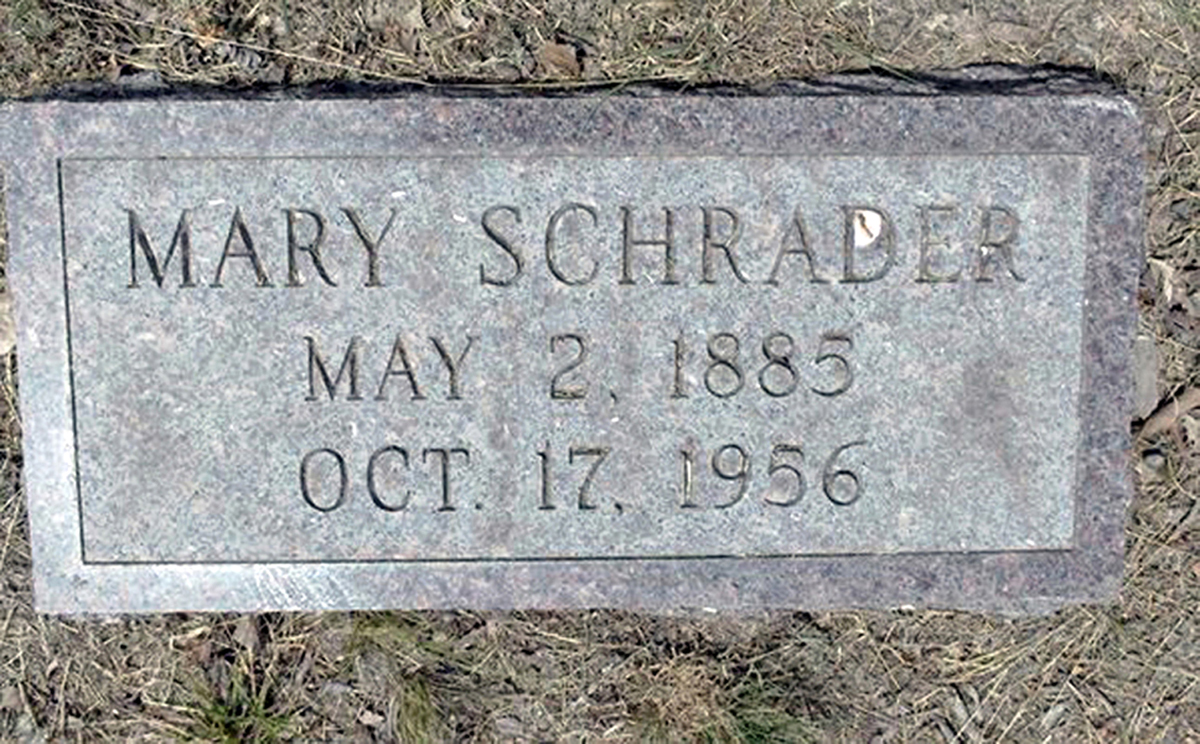 MARY SCHRADER
MAY 2, 1885
OCT. 17, 1956